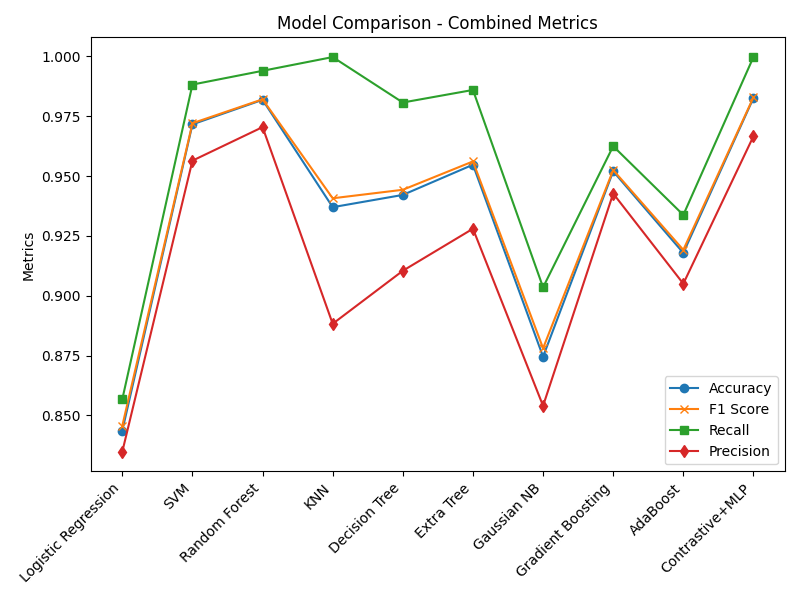 Model Comparison - Combined Metrics
Metrics
1.000
0.975
0.950
0.925
0.900
0.875
0.850
Accuracy
F1 Score
Recall
Precision
Logistic Regression
SVM
Random Forest
KNN
Decision Tree
Extra Tree
Gaussian NB
Gradient Boosting
AdaBoost
Contrastive+MLP